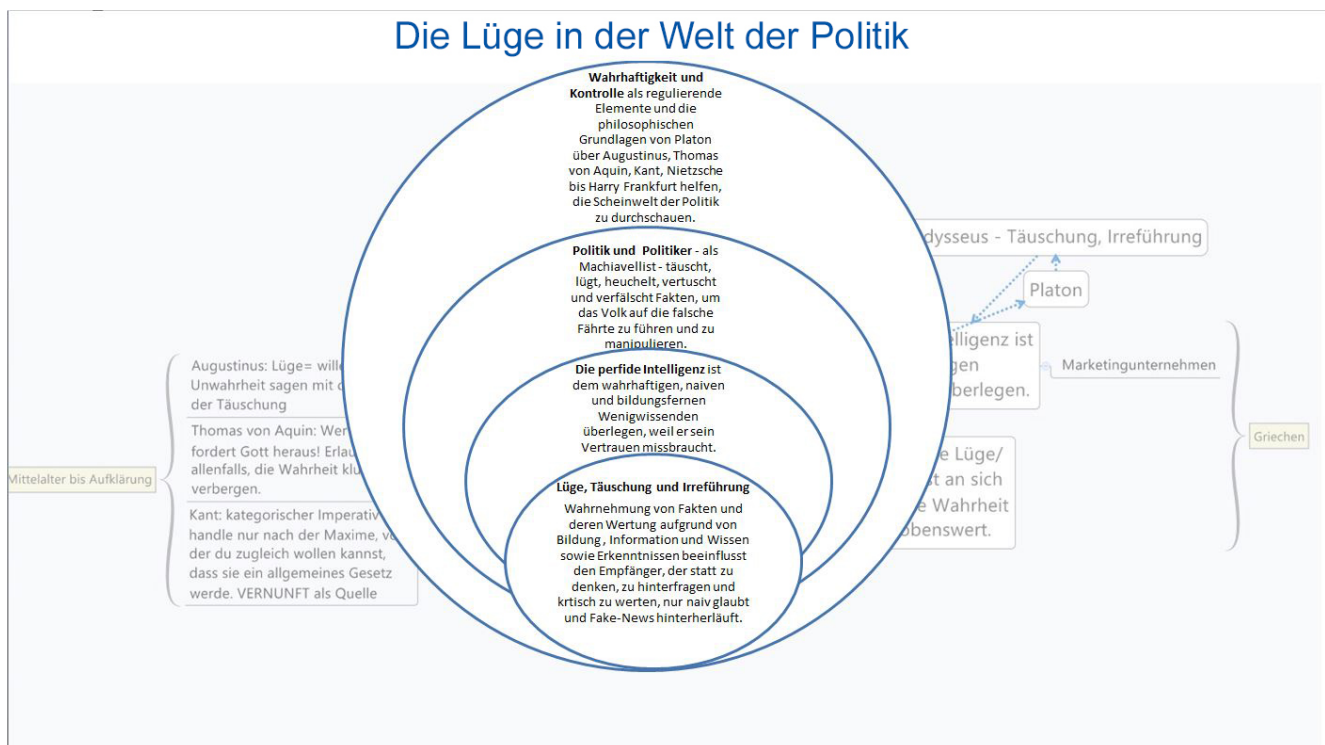 Die Lüge in der Welt der Politik
Wahrhaftigkeit und
Kontrolle als regulierende
Elemente und die
philosophischen
Grundlagen von Platon
über Augustinus, Thomas
von Aquin, Kant, Nietzsche
bis Harry Frankfurt helfen,
die Scheinwelt der Politik
zu durchschauen.
Politik und Politiker - als
Machiavellist - täuscht,
lügt, heuchelt, vertuscht
und verfälscht Fakten, um
das Volk auf die falsche
Fährte zu führen und zu
manipulieren.
Die perfide Intelligenz ist
dem wahrhaftigen, naiven
und bildungsfernen
Wenigwissenden
überlegen, weil er sein
Vertrauen missbraucht.
Lüge, Täuschung und Irreführung
Wahrnehmung von Fakten und
deren Wertung aufgrund von
Bildung , Information und Wissen
sowie Erkenntnissen beeinflusst
den Empfänger, der statt zu
denken, zu hinterfragen und
krtisch zu werten, nur naiv glaubt
und Fake-News hinterherläuft.
Mittelalter bis Aufklärung
Augustinus: Lüge= will
Unwahrheit sagen mit
der Täuschung
Thomas von Aquin: Wer
fordert Gott heraus! Erlau
allenfalls, die Wahrheit klu
verbergen.
Kant: kategorischer Imperativ
handle nur nach der Maxime, v
der du zugleich wollen kannst,
dass sie ein allgemeines Gesetz
werde. VERNUNFT als Quelle
dysseus - Täuschung, Irreführung
Platon
elligenz ist
gen
berlegen.
Marketingunternehmen
e Lüge/
st an sich
e Wahrheit
obenswert.
Griechen